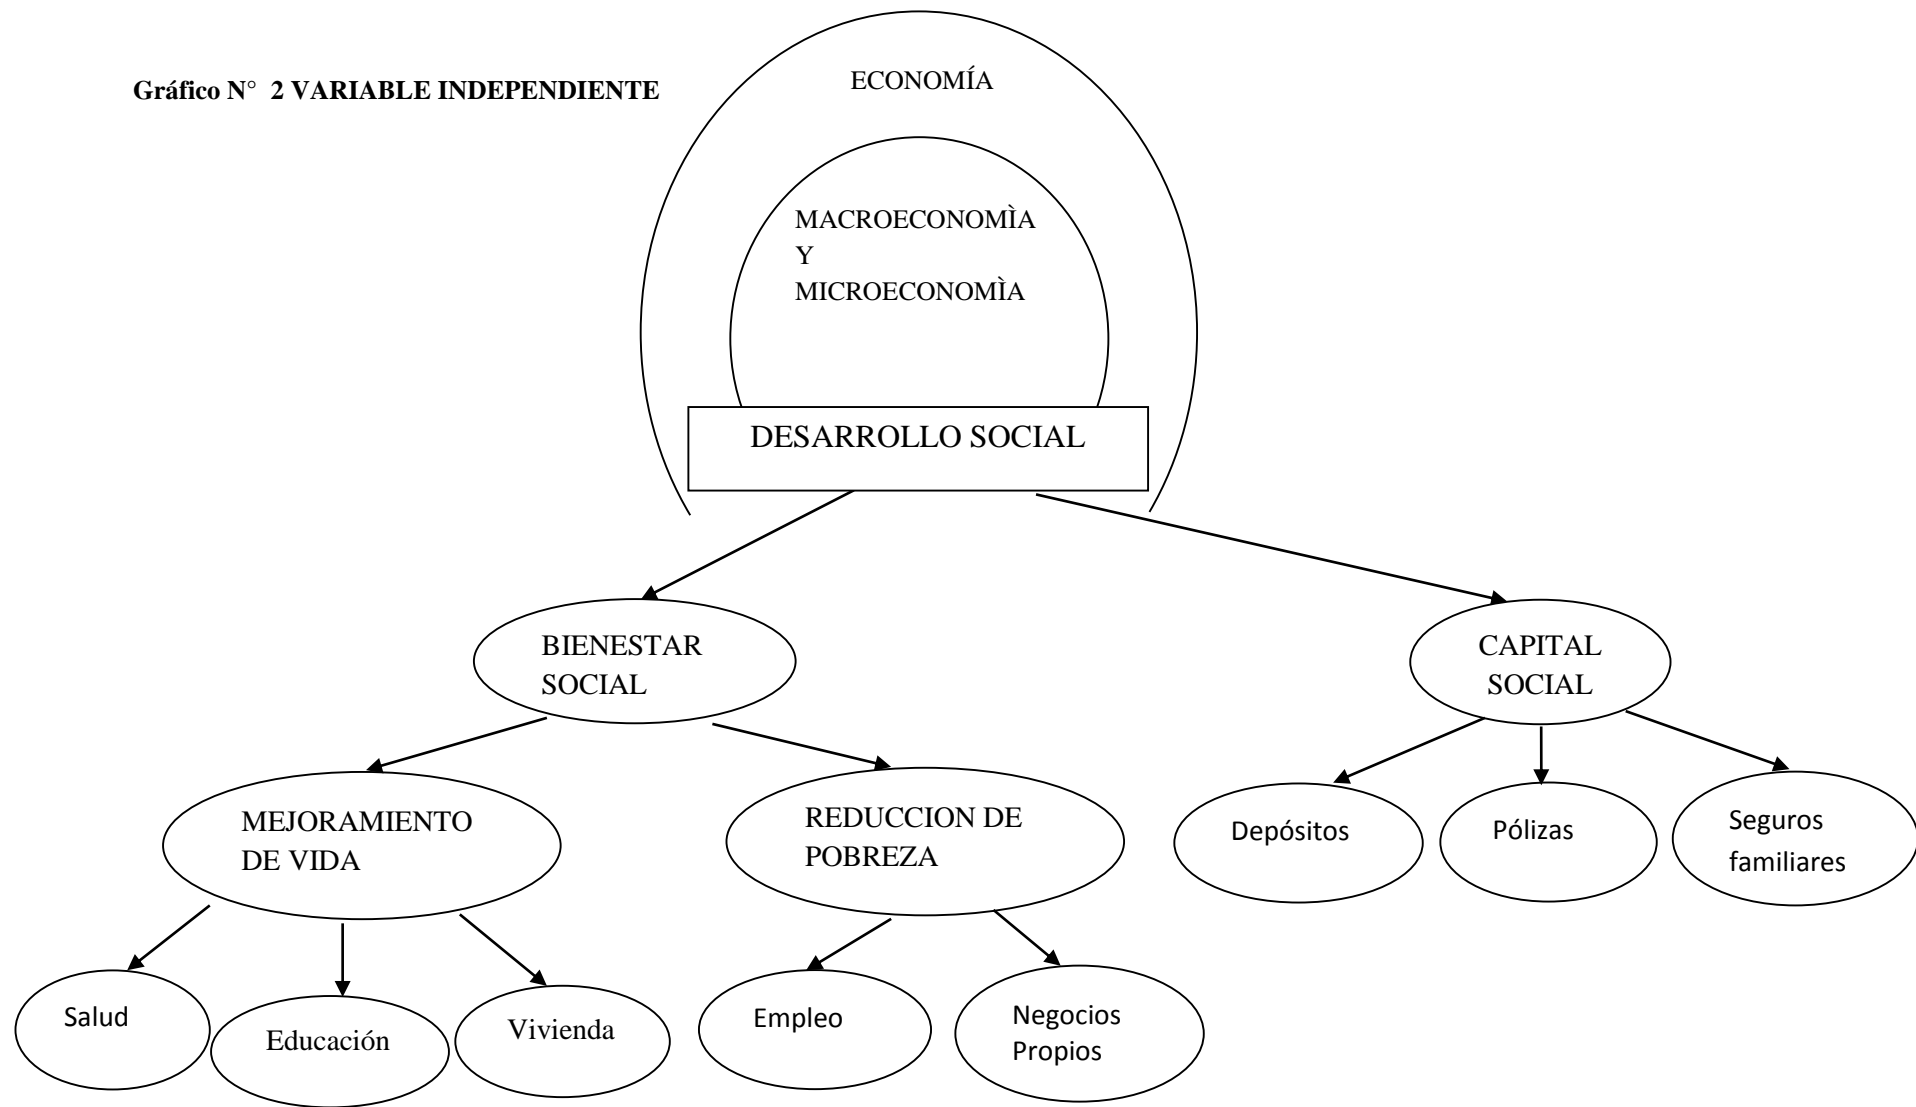 Gráfico N° 2 VARIABLE INDEPENDIENTE
ECONOMÍA
MACROECONOMÌA
Y
MICROECONOMÌA
DESARROLLO SOCIAL
BIENESTAR
SOCIAL
CAPITAL
SOCIAL
MEJORAMIENTO
DE VIDA
REDUCCION DE
POBREZA
Depósitos
Pólizas
Seguros
familiares
Salud
Educación
Vivienda
Empleo
Negocios
Propios